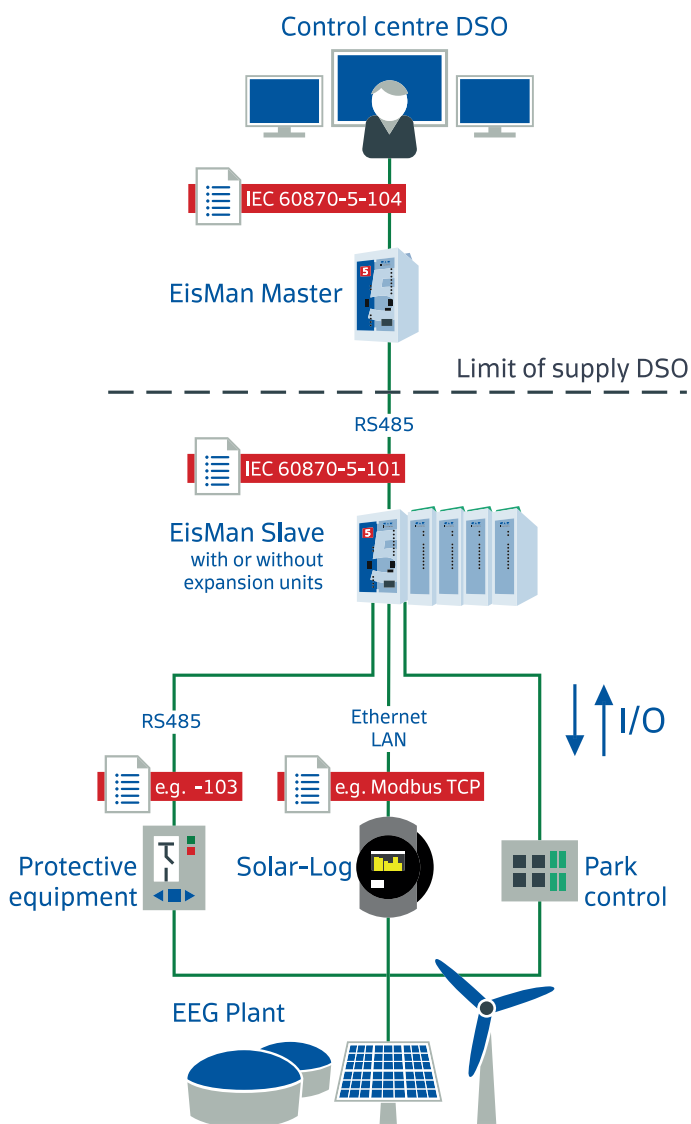 Control centre DSO
IEC 60870-5-104
5
EisMan Master
Limit of supply DSO
RS485
IEC 60870-5-101
EisMan Slave
with or without
expansion units
5
RS485
Ethernet
LAN
I/O
e.g. -103
e.g. Modbus TCP
Protective
equipment
Solar-Log
Park
control
EEG Plant